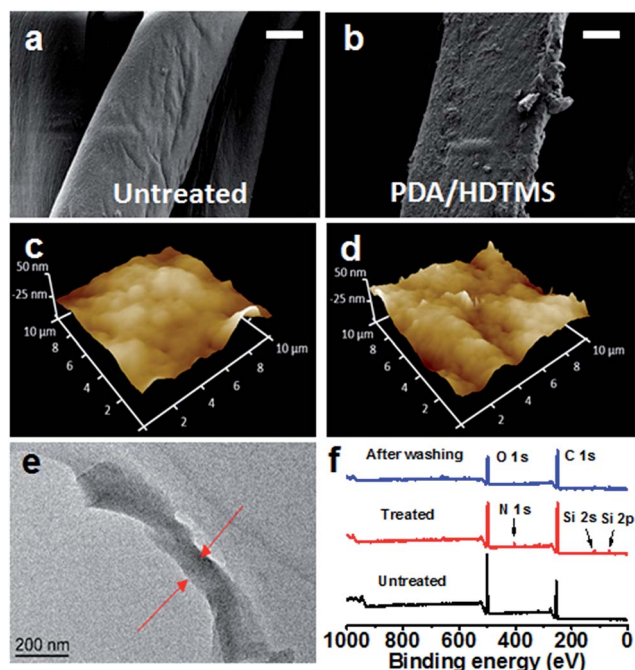 a
b
Untreated
PDA/HDTMS
c
50 nm
-25 nm
10 µm
8
6
4
2
2
4
6
8
10 µm
d
50 nm
-25 nm
10 µm
8
6
4
2
2
4
6
8
10 µm
e
200 nm
f
After washing
O 1s
C 1s
Treated
N 1s
Si 2s
Si 2p
Untreated
1000 800 600 400 200 0
Binding energy (eV)